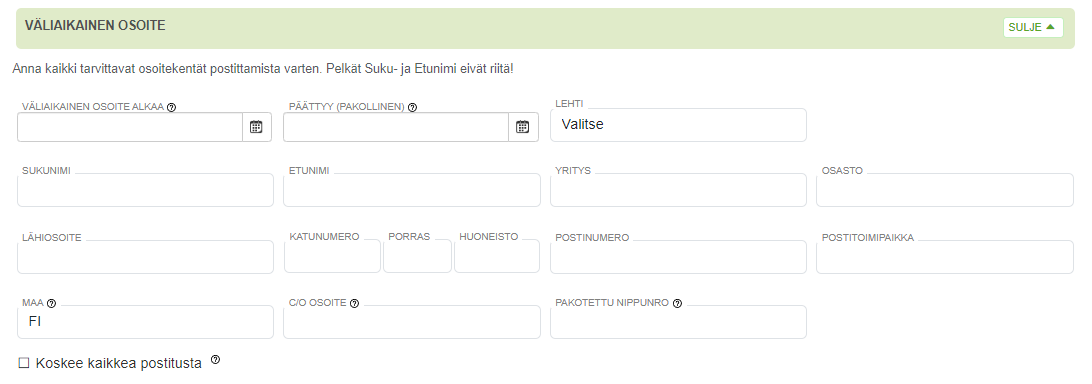 VÄLIAIKAINEN OSOITE SULJE
Anna kaikki tarvittavat osoitekentät postittamista varten. Pelkät Suku- ja Etunimi eivät riitä!
VÄLIAIKAINEN OSOITE ALKAA PÄÄTTYY (PAKOLLINEN) LEHTI
Valitse
SUKUNIMI ETUNIMI YRITYS OSASTO
LÄHIOSOITE KATUNUMERO PORRAS HUONEISTO POSTINUMERO POSTITOIMIPAIKKA
MAA C/O OSOITE PAKOTETTU NIPPUNRO
FI
Koskee kaikkea postitusta